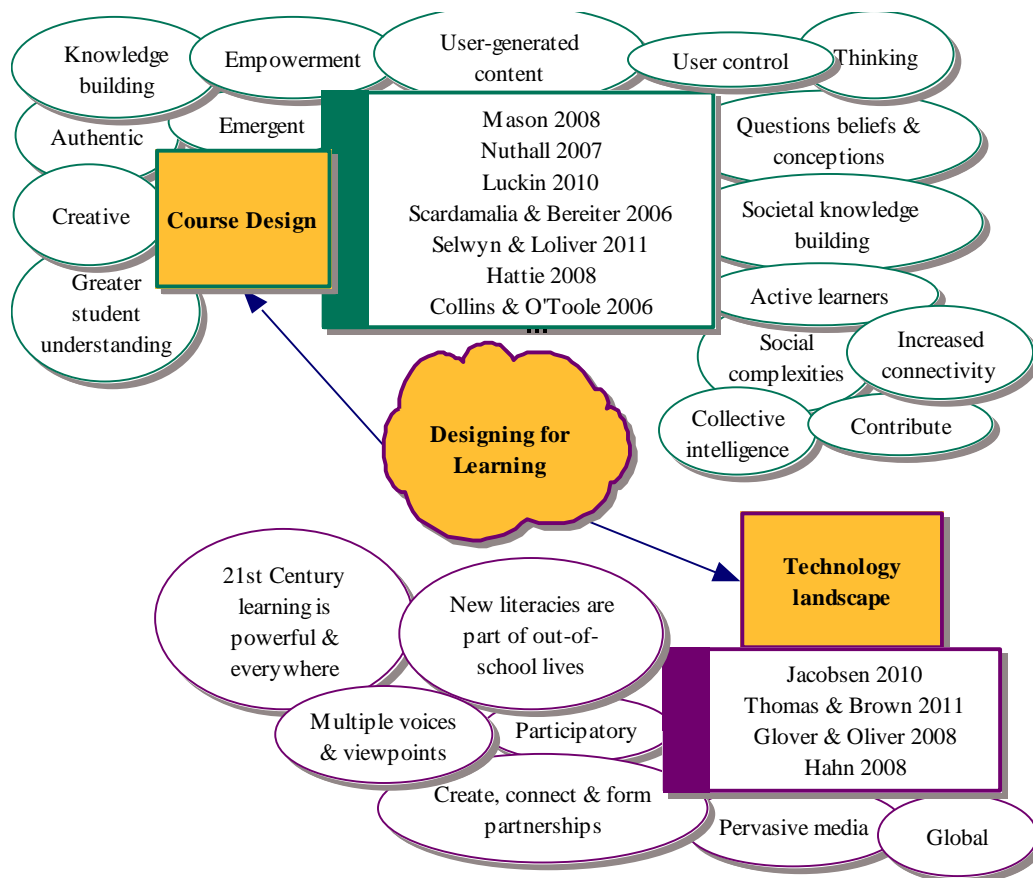 Knowledge
building
Empowerment
User-generated
content
User control
Thinking
Authentic
Emergent
Creative
Greater
student
understanding
Course Design
Mason 2008
Nuthall 2007
Luckin 2010
Scardamalia & Bereiter 2006
Selwyn & Loliver 2011
Hattie 2008
Collins & O'Toole 2006
...
Questions beliefs &
conceptions
Societal knowledge
building
Active learners
Social
complexities
Increased
connectivity
Collective
intelligence
Contribute
Designing for
Learning
Technology
landscape
Jacobsen 2010
Thomas & Brown 2011
Glover & Oliver 2008
Hahn 2008
21st Century
learning is
powerful &
everywhere
New literacies are
part of out-of-
school lives
Multiple voices
& viewpoints
Participatory
Create, connect & form
partnerships
Pervasive media
Global